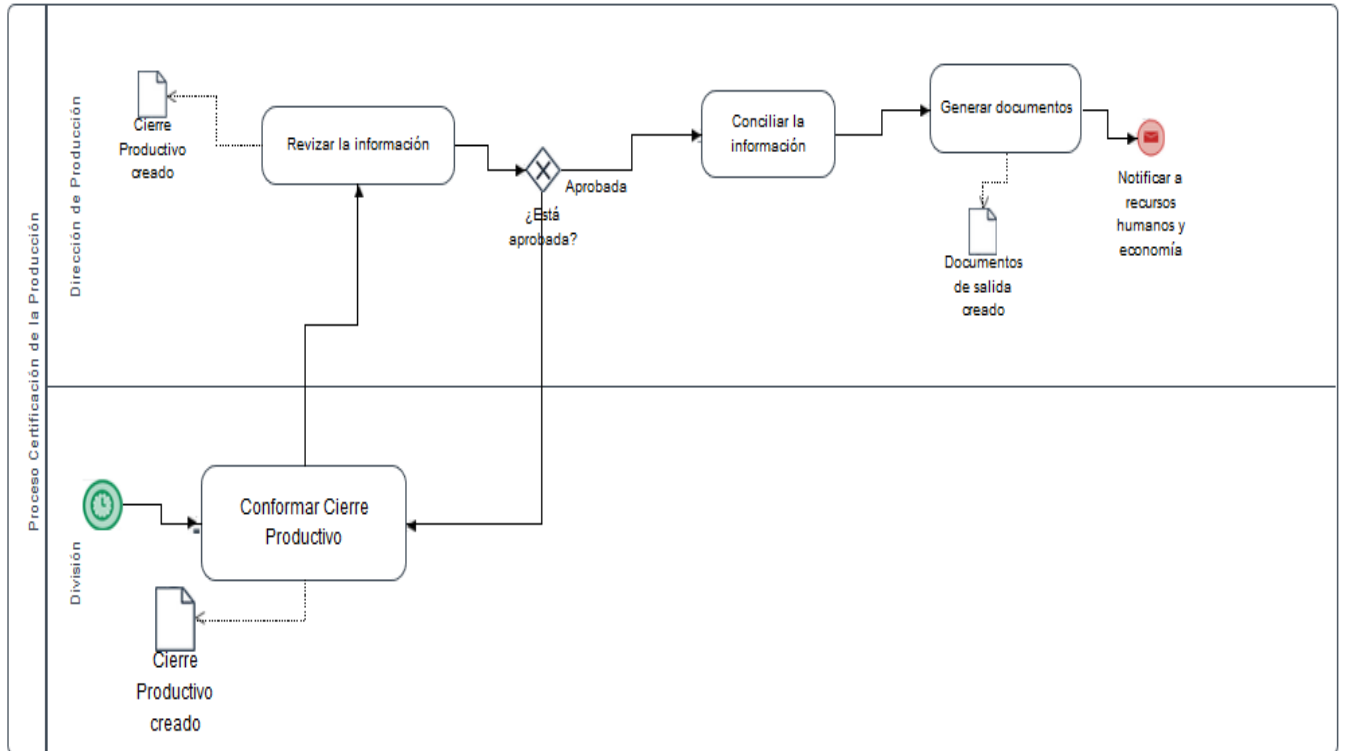 Proceso Certificación de la Producción
Dirección de Producción
Cierre
Productivo
creado
Revizar la información
¿Está
aprobada?
Aprobada
Conciliar la
información
Generar documentos
Documentos
de salida
creado
Notificar a
recursos
humanos y
economía
División
Conformar Cierre
Productivo
Cierre
Productivo
creado